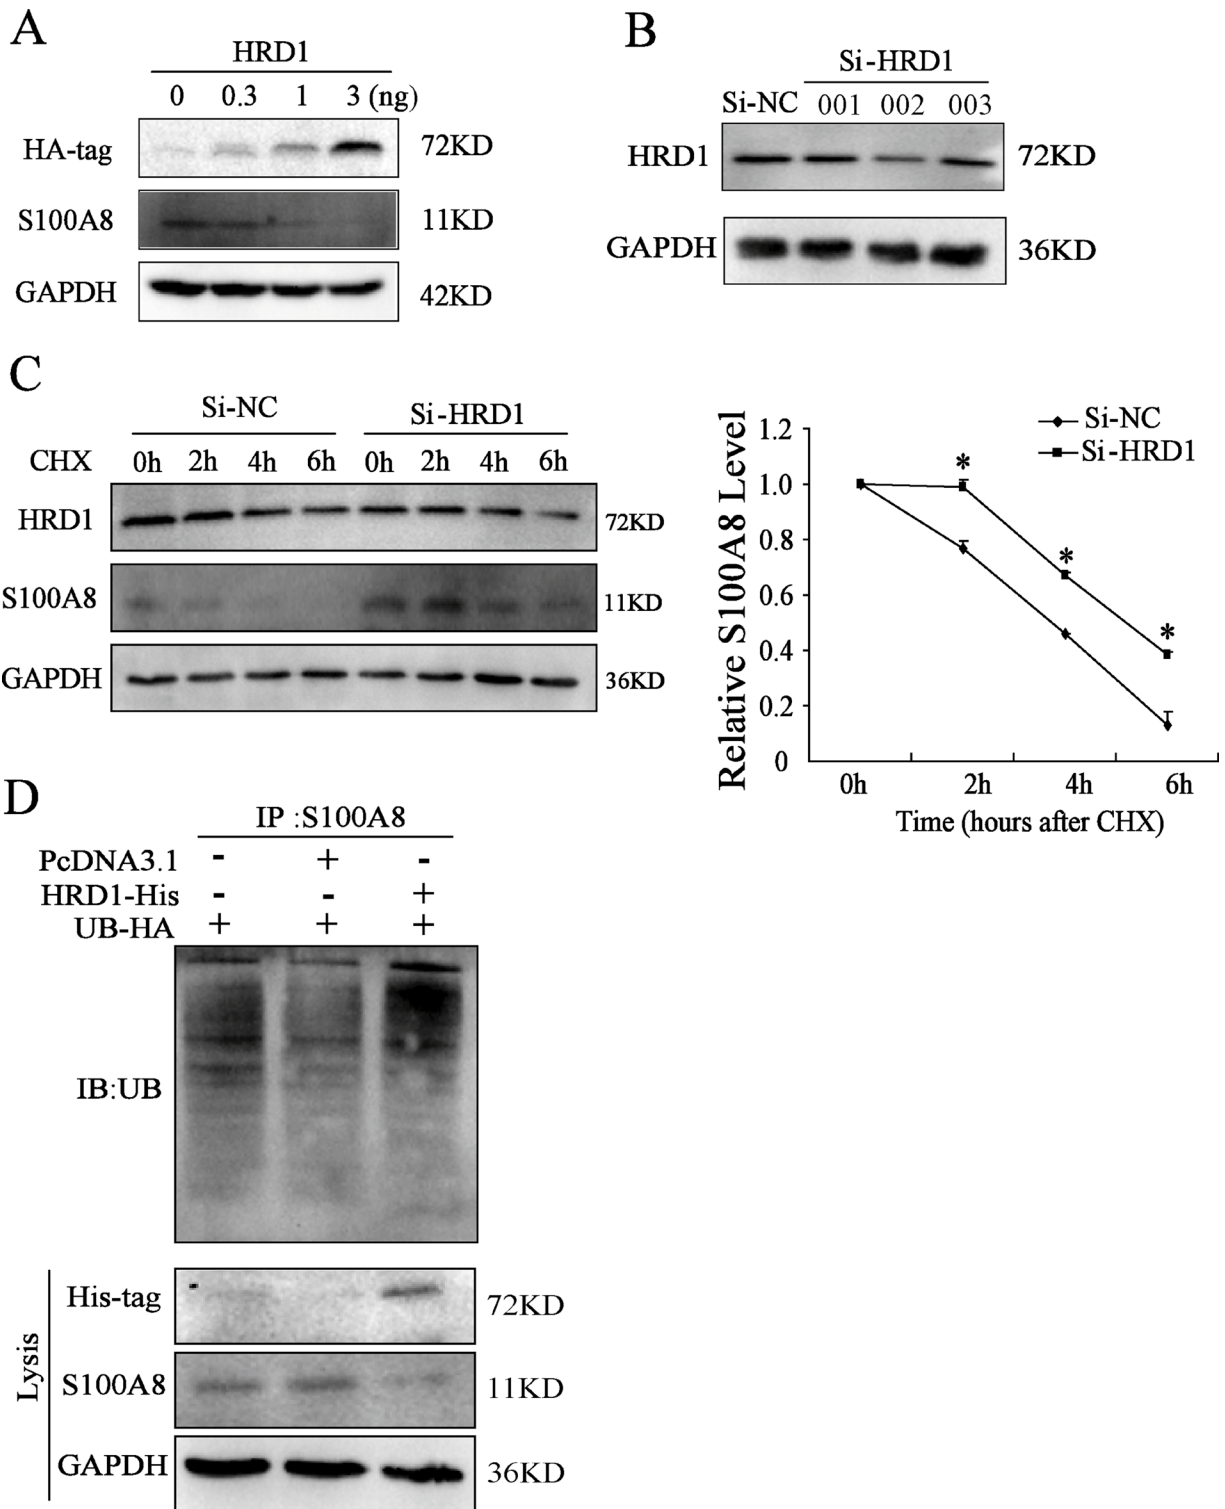 A
HRD1
0 0.3 1 3 (ng)
HA-tag 72KD
S100A8 11KD
GAPDH 42KD
B
Si-HRD1
Si-NC 001 002 003
HRD1 72KD
GAPDH 36KD
C
Si-NC Si-HRD1
CHX 0h 2h 4h 6h 0h 2h 4h 6h
HRD1 72KD
S100A8 11KD
GAPDH 36KD
Relative S100A8 Level
Si-NC
Si-HRD1
1.2
1.0
0.8
0.6
0.4
0.2
0
* * *
0h 2h 4h 6h
Time (hours after CHX)
D
IP :S100A8
PcDNA3.1 - + -
HRD1-His - - +
UB-HA + + +
IB:UB
Lysis
His-tag 72KD
S100A8 11KD
GAPDH 36KD